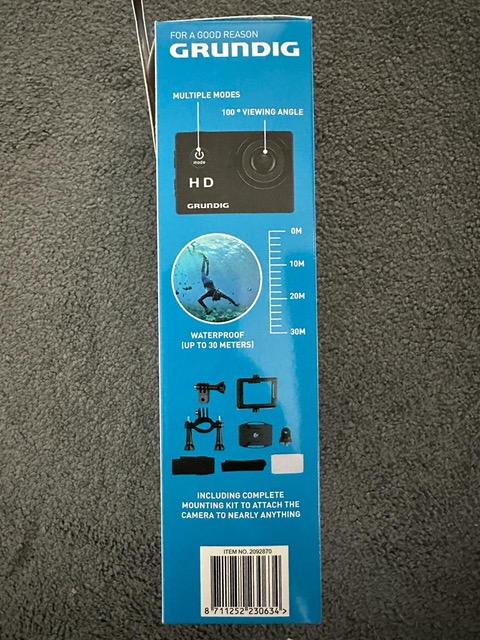 FOR A GOOD REASON
GRUNDIG
MULTIPLE MODES
100° VIEWING ANGLE
mode
HD
GRUNDIG
0M
10M
20M
30M
WATERPROOF
(UP TO 30 METERS)
INCLUDING COMPLETE
MOUNTING KIT TO ATTACH THE
CAMERA TO NEARLY ANYTHING
ITEM NO. 2092870
8 711252 230634 >